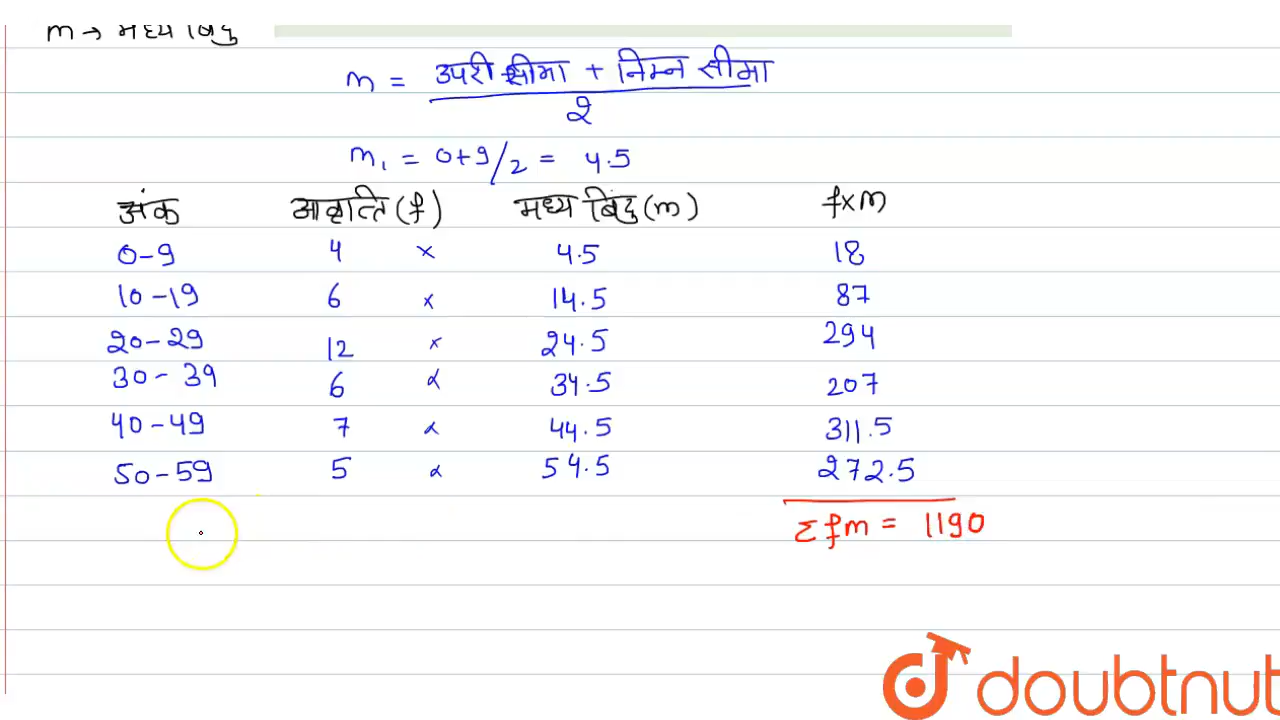 m → मध्य बिंदु
m = उपरी सीमा + निम्न सीमा
2
m₁ = 0+9/2 = 4.5
अंक आवृत्ति (f) मध्य बिंदु (m) f×m
0-9 4 × 4.5 18
10-19 6 × 14.5 87
20-29 12 × 24.5 294
30-39 6 × 34.5 207
40-49 7 × 44.5 311.5
50-59 5 × 54.5 272.5
Σfm = 1190
doubtnut